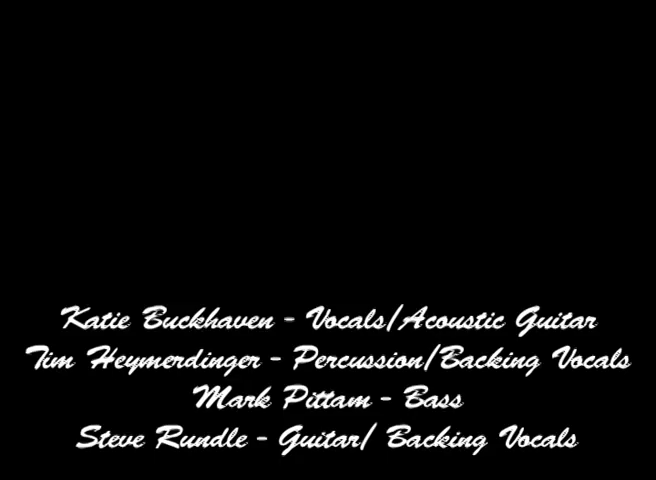 Katie Buckhaven - Vocals/Acoustic Guitar
Tim Heymerdinger - Percussion/Backing Vocals
Mark Pittam - Bass
Steve Rundle - Guitar/ Backing Vocals